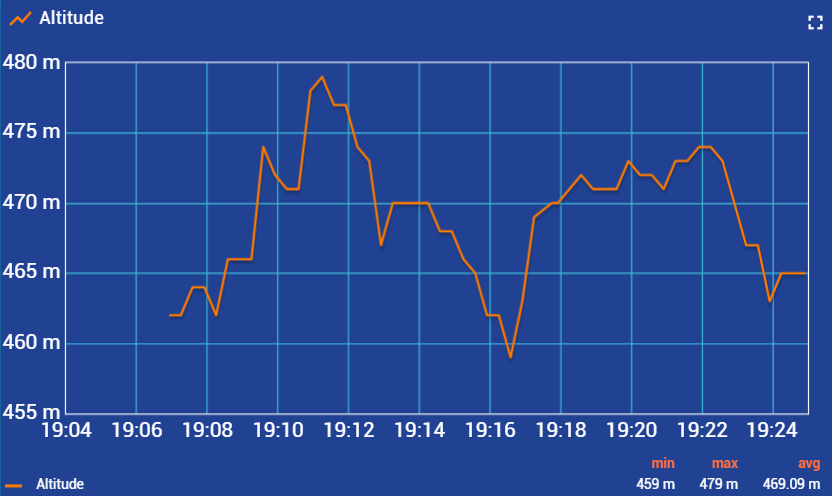 Altitude
480 m
475 m
470 m
465 m
460 m
455 m
19:04 19:06 19:08 19:10 19:12 19:14 19:16 19:18 19:20 19:22 19:24
min max avg
Altitude 459 m 479 m 469.09 m